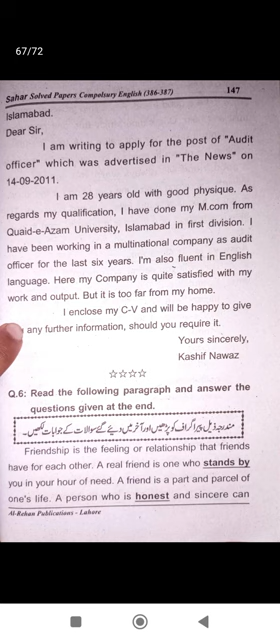 67/72
Sahar Solved Papers Compulsory English (386-387) 147
Islamabad.
Dear Sir,
I am writing to apply for the post of "Audit
officer" which was advertised in "The News" on
14-09-2011.
I am 28 years old with good physique. As
regards my qualification, I have done my M.com from
Quaid-e-Azam University, Islamabad in first division. I
have been working in a multinational company as audit
officer for the last six years. I'm also fluent in English
language. Here my Company is quite satisfied with my
work and output. But it is too far from my home.
I enclose my C-V and will be happy to give
any further information, should you require it.
Yours sincerely,
Kashif Nawaz
☆☆☆☆
Q.6: Read the following paragraph and answer the
questions given at the end.
مندرجہ ذیل پیراگراف کو پڑھیں اور آخر میں دیئے گئے سوالات کے جوابات لکھیں۔
Friendship is the feeling or relationship that friends
have for each other. A real friend is one who stands by
you in your hour of need. A friend is a part and parcel of
one's life. A person who is honest and sincere can
Al-Rehan Publications - Lahore